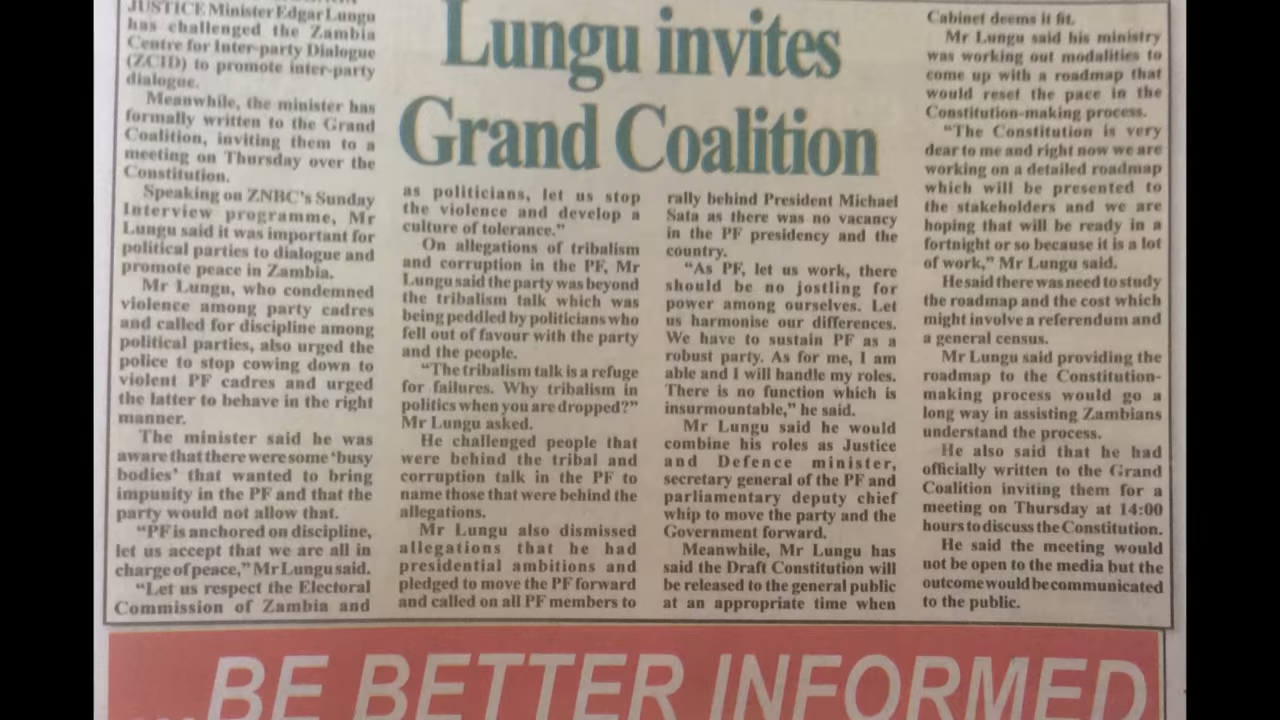 Lungu invites
Grand Coalition
JUSTICE Minister Edgar Lungu
has challenged the Zambia
Centre for Inter-party Dialogue
(ZCID) to promote inter-party
dialogue.
Meanwhile, the minister has
formally written to the Grand
Coalition, inviting them to a
meeting on Thursday over the
Constitution.
Speaking on ZNBC's Sunday
Interview programme, Mr
Lungu said it was important for
political parties to dialogue and
promote peace in Zambia.
Mr Lungu, who condemned
violence among party cadres
and called for discipline among
political parties, also urged the
police to stop cowing down to
violent PF cadres and urged
the latter to behave in the right
manner.
The minister said he was
aware that there were some 'busy
bodies' that wanted to bring
impunity in the PF and that the
party would not allow that.
"PF is anchored on discipline,
let us accept that we are all in
charge of peace," Mr Lungu said.
"Let us respect the Electoral
Commission of Zambia and
as politicians, let us stop
the violence and develop a
culture of tolerance."
On allegations of tribalism
and corruption in the PF, Mr
Lungu said the party was beyond
the tribalism talk which was
being peddled by politicians who
fell out of favour with the party
and the people.
"The tribalism talk is a refuge
for failures. Why tribalism in
politics when you are dropped?"
Mr Lungu asked.
He challenged people that
were behind the tribal and
corruption talk in the PF to
name those that were behind the
allegations.
Mr Lungu also dismissed
allegations that he had
presidential ambitions and
pledged to move the PF forward
and called on all PF members to
rally behind President Michael
Sata as there was no vacancy
in the PF presidency and the
country.
"As PF, let us work, there
should be no jostling for
power among ourselves. Let
us harmonise our differences.
We have to sustain PF as a
robust party. As for me, I am
able and I will handle my roles.
There is no function which is
insurmountable," he said.
Mr Lungu said he would
combine his roles as Justice
and Defence minister,
secretary general of the PF and
parliamentary deputy chief
whip to move the party and the
Government forward.
Meanwhile, Mr Lungu has
said the Draft Constitution will
be released to the general public
at an appropriate time when
Cabinet deems it fit.
Mr Lungu said his ministry
was working out modalities to
come up with a roadmap that
would reset the pace in the
Constitution-making process.
"The Constitution is very
dear to me and right now we are
working on a detailed roadmap
which will be presented to
the stakeholders and we are
hoping that will be ready in a
fortnight or so because it is a lot
of work," Mr Lungu said.
He said there was need to study
the roadmap and the cost which
might involve a referendum and
a general census.
Mr Lungu said providing the
roadmap to the Constitution-
making process would go a
long way in assisting Zambians
understand the process.
He also said that he had
officially written to the Grand
Coalition inviting them for a
meeting on Thursday at 14:00
hours to discuss the Constitution.
He said the meeting would
not be open to the media but the
outcome would be communicated
to the public.
...BE BETTER INFORMED